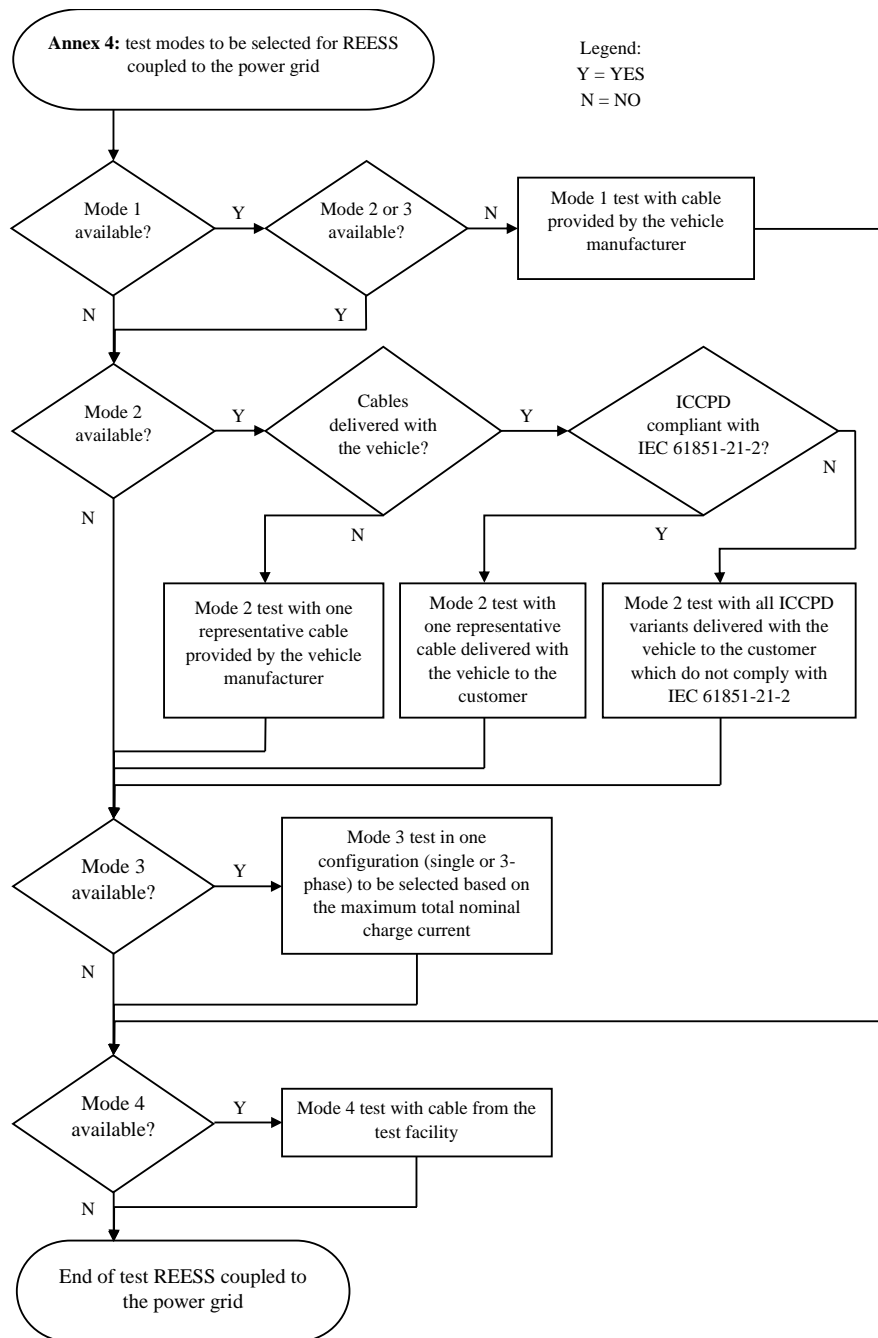 Annex 4: test modes to be selected for REESS
coupled to the power grid
Legend:
Y = YES
N = NO
Mode 1
available?
Y
Mode 2 or 3
available?
N
Mode 1 test with cable
provided by the vehicle
manufacturer
N
Y
Mode 2
available?
Y
Cables
delivered with
the vehicle?
Y
ICCPD
compliant with
IEC 61851-21-2?
N
N
N
Y
Mode 2 test with one
representative cable
provided by the vehicle
manufacturer
Mode 2 test with
one representative
cable delivered with
the vehicle to the
customer
Mode 2 test with all ICCPD
variants delivered with the
vehicle to the customer
which do not comply with
IEC 61851-21-2
Mode 3
available?
Y
Mode 3 test in one
configuration (single or 3-
phase) to be selected based on
the maximum total nominal
charge current
N
Mode 4
available?
Y
Mode 4 test with cable from the
test facility
N
End of test REESS coupled to
the power grid